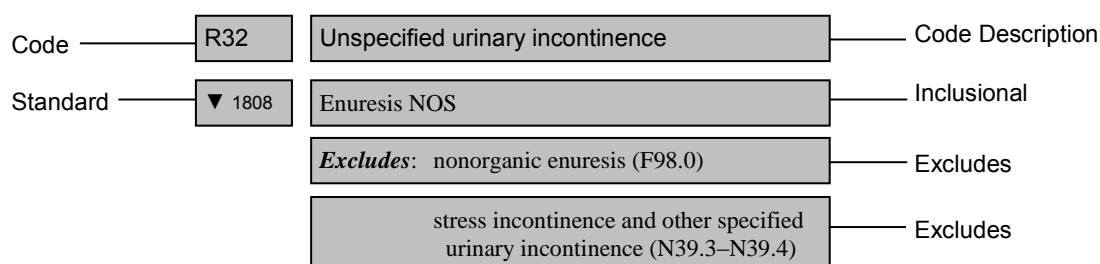 Code R32 Unspecified urinary incontinence Code Description
Standard ▼ 1808 Enuresis NOS Inclusional
Excludes: nonorganic enuresis (F98.0) Excludes
stress incontinence and other specified Excludes
urinary incontinence (N39.3–N39.4)